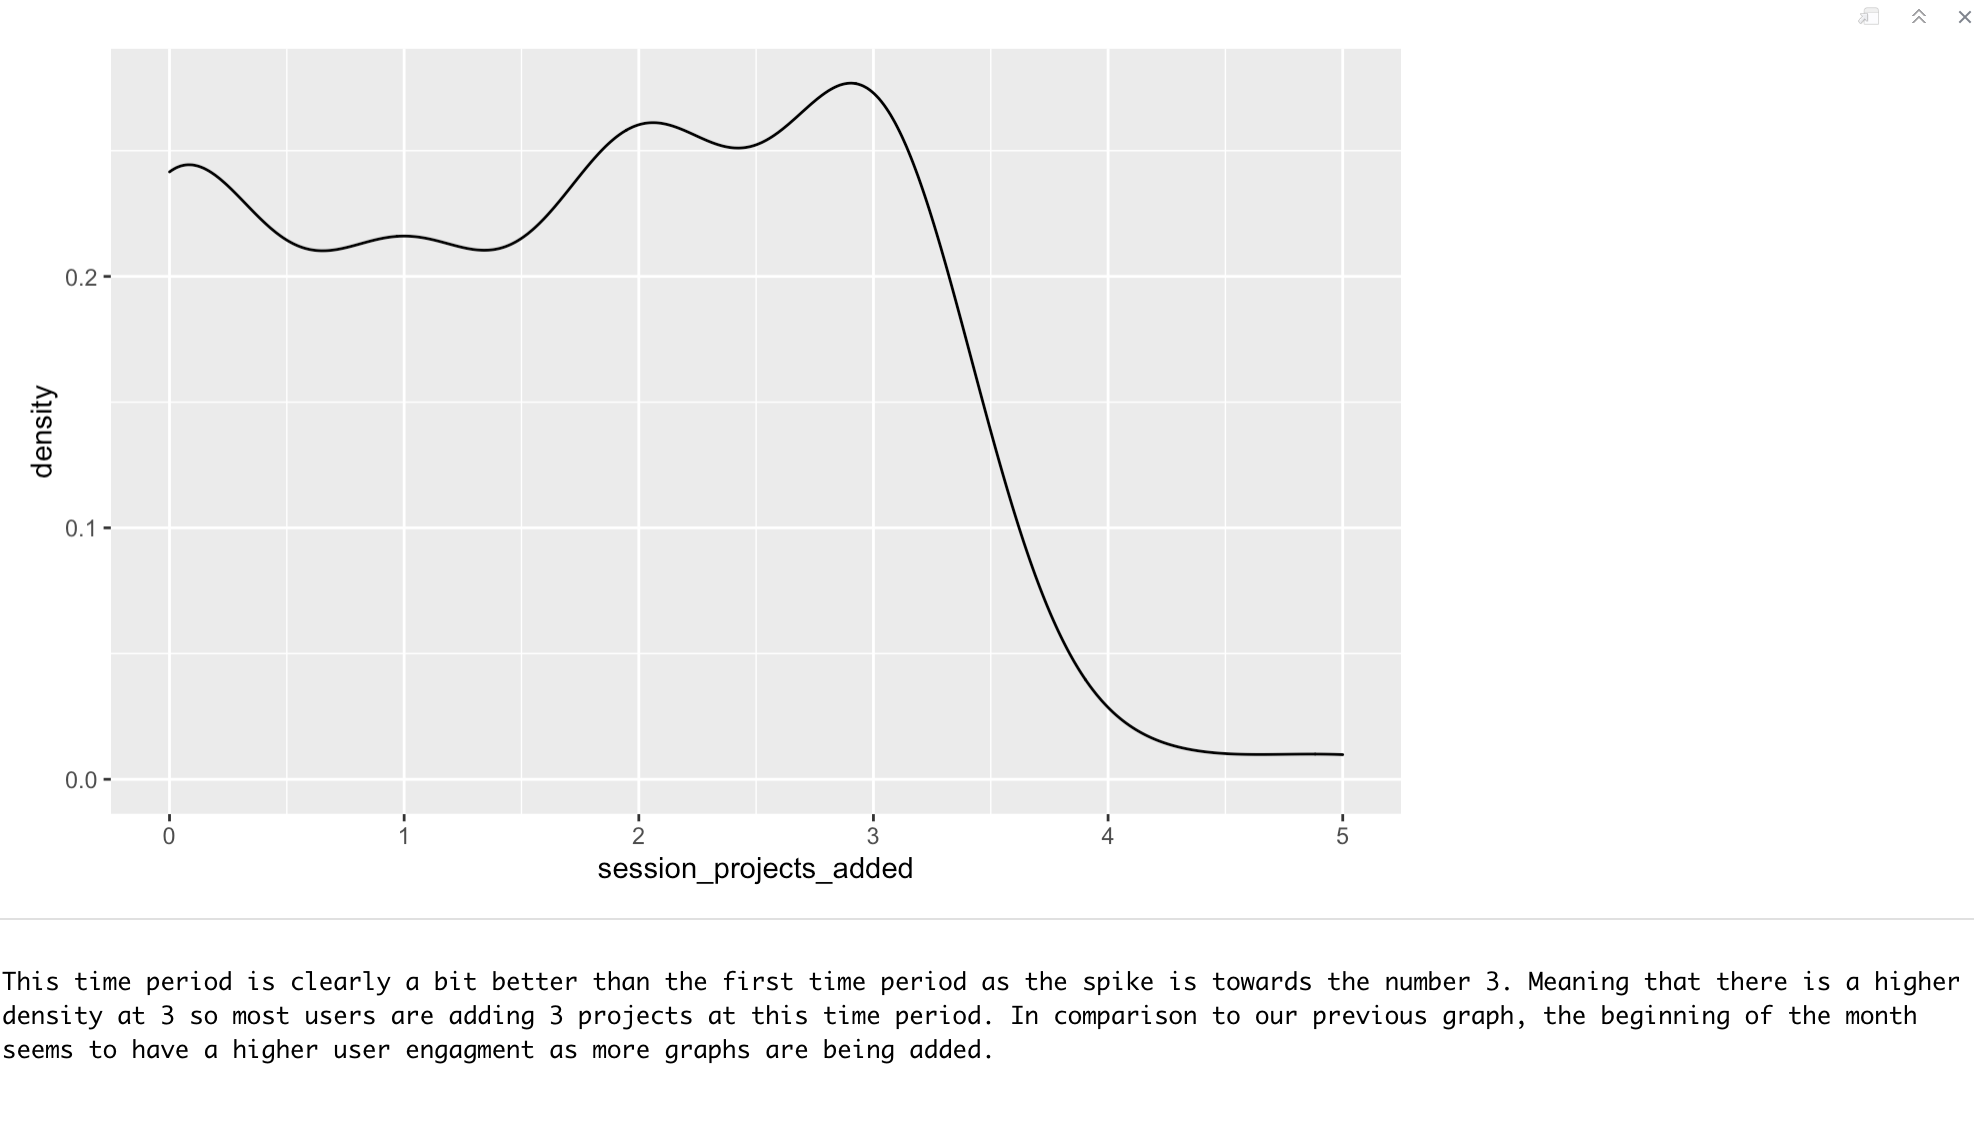 density
0.2
0.1
0.0
0 1 2 3 4 5
session_projects_added
This time period is clearly a bit better than the first time period as the spike is towards the number 3. Meaning that there is a higher
density at 3 so most users are adding 3 projects at this time period. In comparison to our previous graph, the beginning of the month
seems to have a higher user engagment as more graphs are being added.